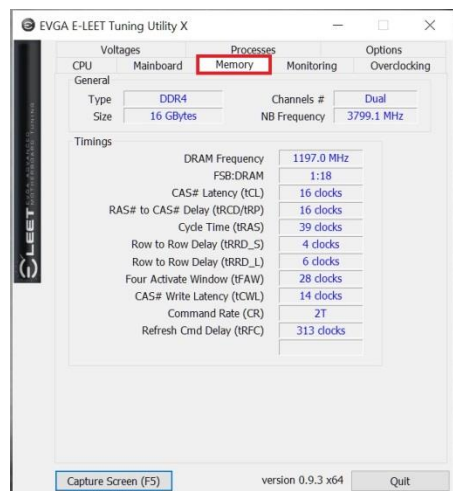 EVGA E-LEET Tuning Utility X
Voltages Processes Options
CPU Mainboard Memory Monitoring Overclocking
General
Type DDR4 Channels # Dual
Size 16 GBytes NB Frequency 3799.1 MHz
Timings
DRAM Frequency 1197.0 MHz
FSB:DRAM 1:18
CAS# Latency (tCL) 16 clocks
RAS# to CAS# Delay (tRCD/tRP) 16 clocks
Cycle Time (tRAS) 39 clocks
Row to Row Delay (tRRD_S) 4 clocks
Row to Row Delay (tRRD_L) 6 clocks
Four Activate Window (tFAW) 28 clocks
CAS# Write Latency (tCWL) 14 clocks
Command Rate (CR) 2T
Refresh Cmd Delay (tRFC) 313 clocks
LEET
Capture Screen (F5) version 0.9.3 x64 Quit